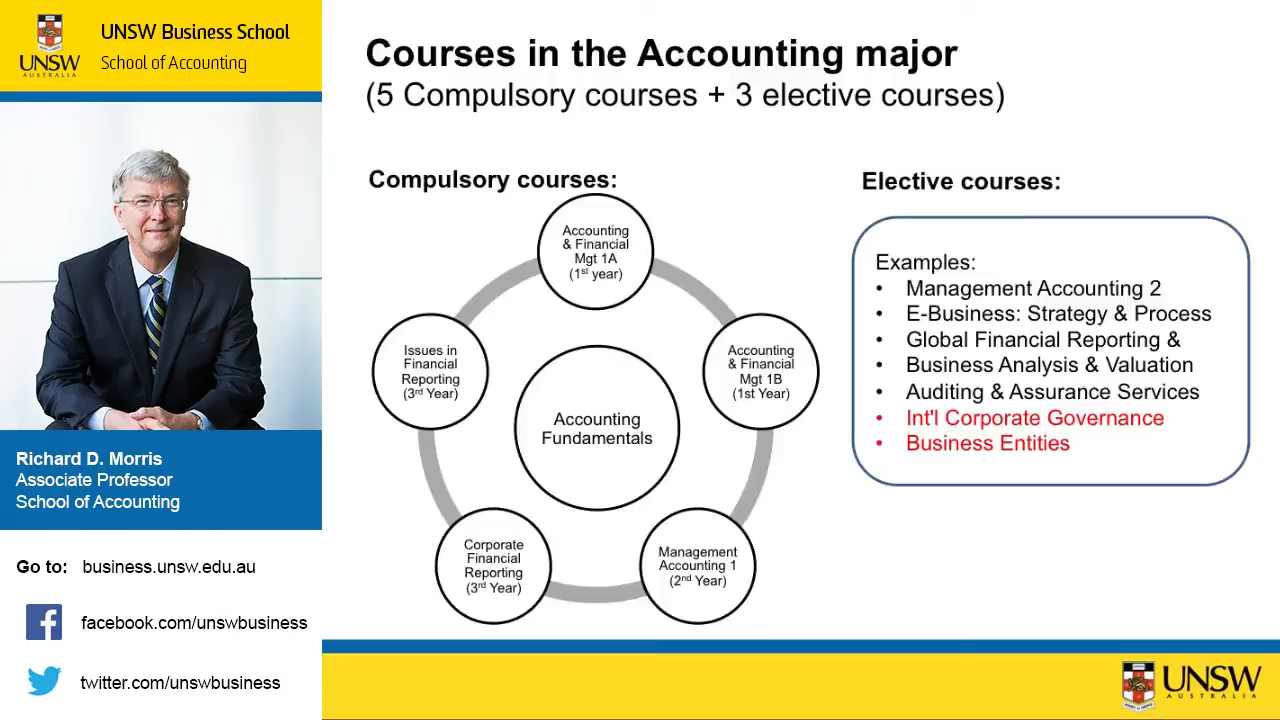 UNSW
AUSTRALIA
UNSW Business School
School of Accounting
Richard D. Morris
Associate Professor
School of Accounting
Go to: business.unsw.edu.au
facebook.com/unswbusiness
twitter.com/unswbusiness
Courses in the Accounting major
(5 Compulsory courses + 3 elective courses)
Compulsory courses:
Accounting
& Financial
Mgt 1A
(1st year)
Accounting
& Financial
Mgt 1B
(1st Year)
Management
Accounting 1
(2nd Year)
Corporate
Financial
Reporting
(3rd Year)
Issues in
Financial
Reporting
(3rd Year)
Accounting
Fundamentals
Elective courses:
Examples:
• Management Accounting 2
• E-Business: Strategy & Process
• Global Financial Reporting &
• Business Analysis & Valuation
• Auditing & Assurance Services
• Int'l Corporate Governance
• Business Entities
UNSW
AUSTRALIA